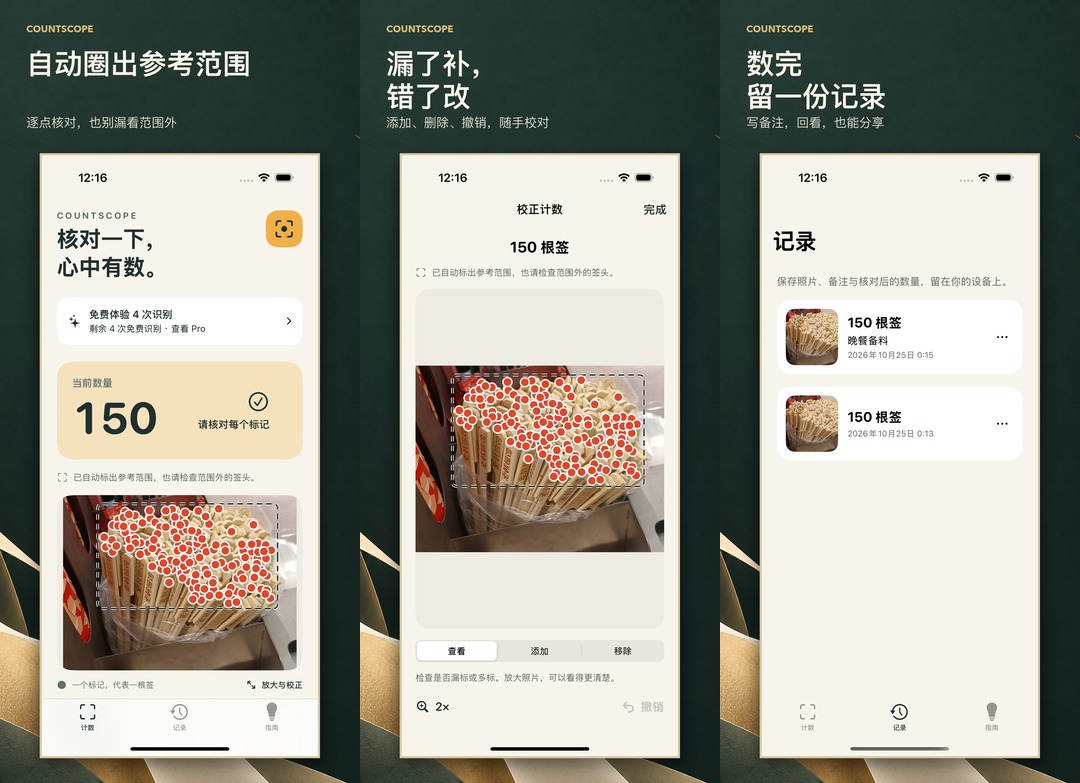 COUNTSCOPE
自动圈出参考范围
逐点核对，也别漏看范围外
12:16
COUNTSCOPE
核对一下，
心中有数。
免费体验 4 次识别
剩余 4 次免费识别 · 查看 Pro
当前数量
150
请核对每个标记
已自动标出参考范围，也请检查范围外的签头。
一个标记，代表一根签
放大与校正
计数
记录
指南
COUNTSCOPE
漏了补，
错了改
添加、删除、撤销，随手校对
12:16
校正计数
完成
150 根签
已自动标出参考范围，也请检查范围外的签头。
查看
添加
移除
检查是否漏标或多标。放大照片，可以看得更清楚。
2×
撤销
COUNTSCOPE
数完
留一份记录
写备注，回看，也能分享
12:16
记录
保存照片、备注与核对后的数量，留在你的设备上。
150 根签
晚餐备料
2026年10月25日 0:15
150 根签
2026年10月25日 0:13
计数
记录
指南